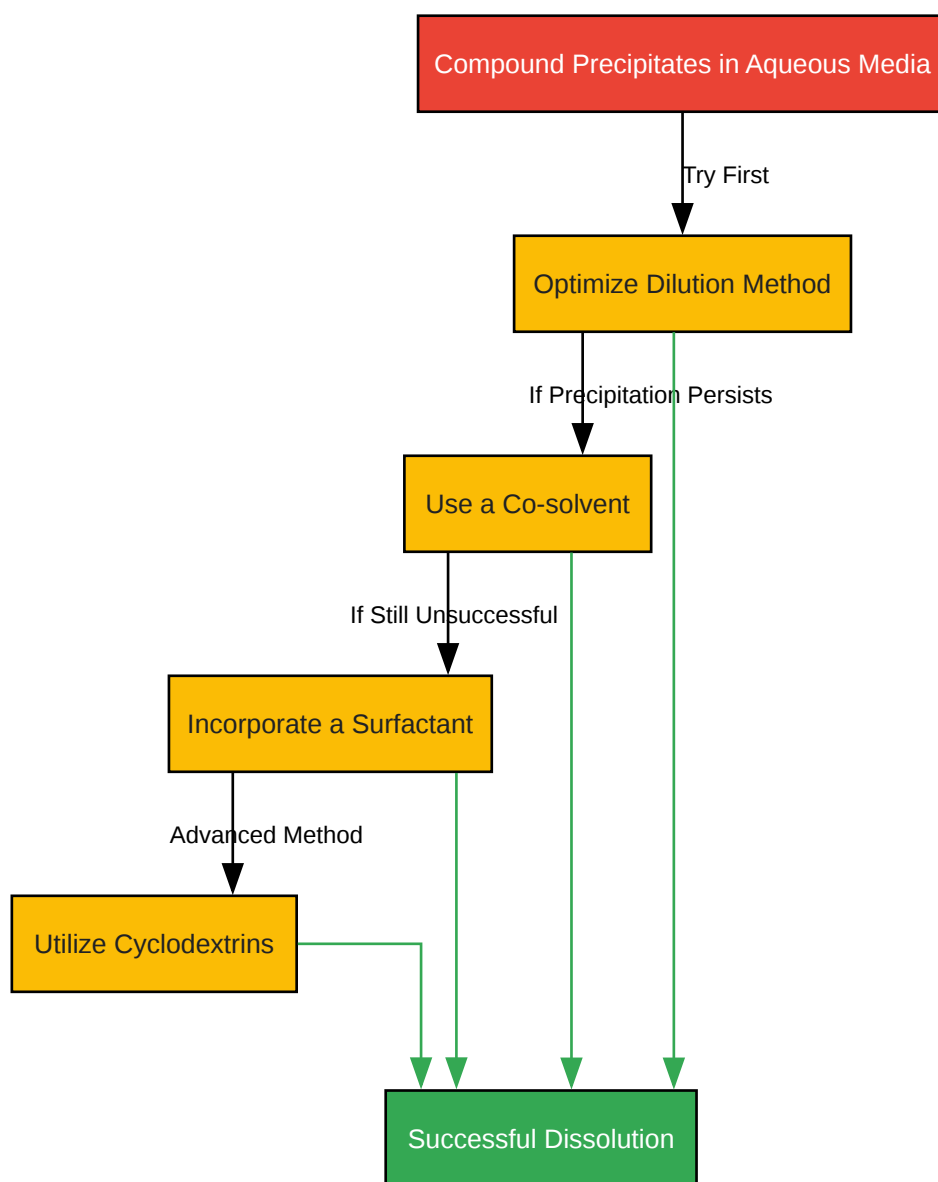 Compound Precipitates in Aqueous Media
Try First
Optimize Dilution Method
If Precipitation Persists
Use a Co-solvent
If Still Unsuccessful
Incorporate a Surfactant
Advanced Method
Utilize Cyclodextrins
Successful Dissolution